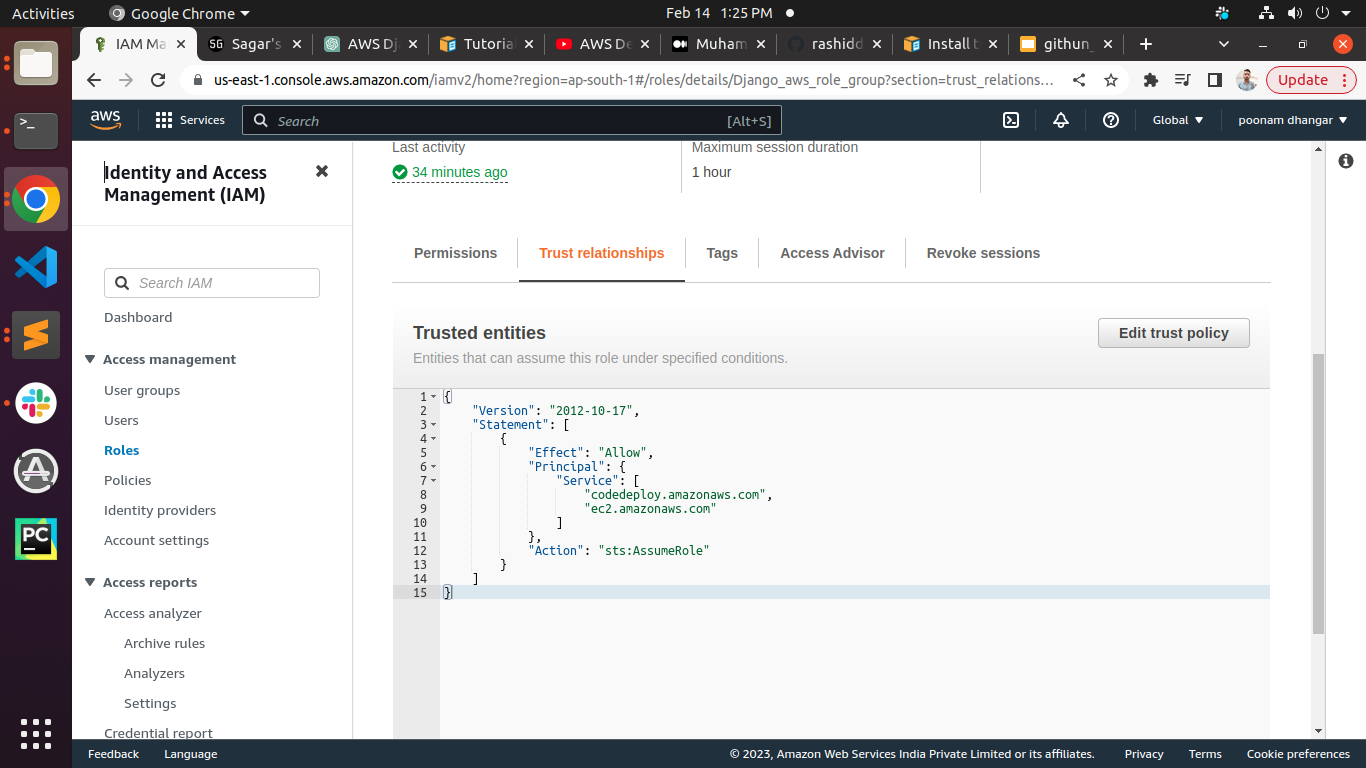 Activities
Google Chrome
Feb 14 1:25 PM
IAM Ma
Sagar's
AWS Dj
Tutoria
AWS De
Muham
rashidd
Install t
githun_
us-east-1.console.aws.amazon.com/iamv2/home?region=ap-south-1#/roles/details/Django_aws_role_group?section=trust_relations…
Update
aws
Services
Search
[Alt+S]
Global
poonam dhangar
Identity and Access
Management (IAM)
Search IAM
Dashboard
Access management
User groups
Users
Roles
Policies
Identity providers
Account settings
Access reports
Access analyzer
Archive rules
Analyzers
Settings
Credential report
Last activity
34 minutes ago
Maximum session duration
1 hour
Permissions
Trust relationships
Tags
Access Advisor
Revoke sessions
Trusted entities
Edit trust policy
Entities that can assume this role under specified conditions.
1 {
2 "Version": "2012-10-17",
3 "Statement": [
4 {
5 "Effect": "Allow",
6 "Principal": {
7 "Service": [
8 "codedeploy.amazonaws.com",
9 "ec2.amazonaws.com"
10 ]
11 },
12 "Action": "sts:AssumeRole"
13 }
14 ]
15 }
PC
Feedback
Language
© 2023, Amazon Web Services India Private Limited or its affiliates.
Privacy
Terms
Cookie preferences